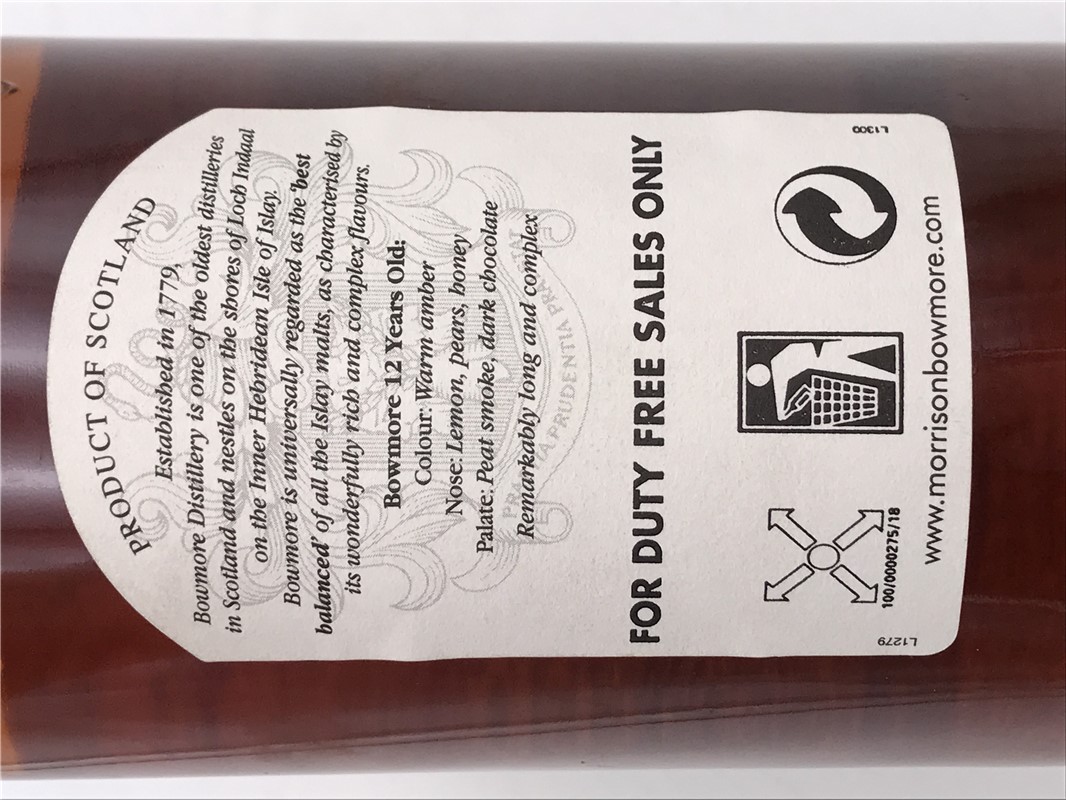 PRODUCT OF SCOTLAND
Established in 1779,
Bowmore Distillery is one of the oldest distilleries
in Scotland and nestles on the shores of Loch Indaal
on the Inner Hebridean Isle of Islay.
Bowmore is universally regarded as the 'best
balanced' of all the Islay malts, as characterised by
its wonderfully rich and complex flavours.
Bowmore 12 Years Old:
Colour: Warm amber
Nose: Lemon, pears, honey
Palate: Peat smoke, dark chocolate
Remarkably long and complex
PRUDENTIA
FOR DUTY FREE SALES ONLY
100/0000275/18
www.morrisonbowmore.com
L1279
L1300